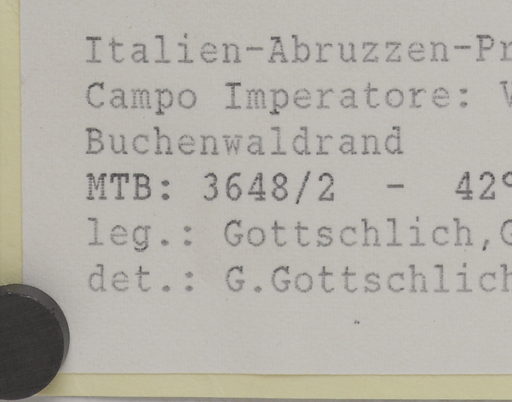 Italien-Abruzzen-Pr
Campo Imperatore: V
Buchenwaldrand
MTB: 3648/2 - 42°
leg.: Gottschlich,G
det.: G.Gottschlich